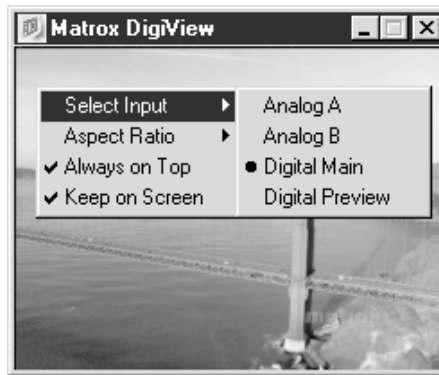 Matrox DigiView
Select Input
Aspect Ratio
Always on Top
Keep on Screen
Analog A
Analog B
Digital Main
Digital Preview